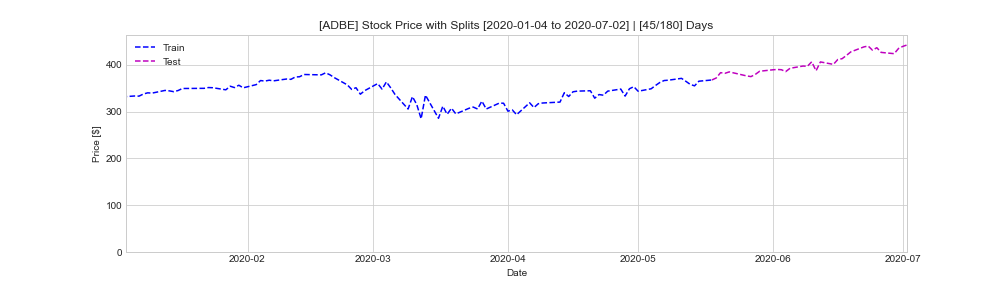 [ADBE] Stock Price with Splits [2020-01-04 to 2020-07-02] | [45/180] Days
Train
Test
400
300
200
100
0
Price [$]
2020-02 2020-03 2020-04 2020-05 2020-06 2020-07
Date